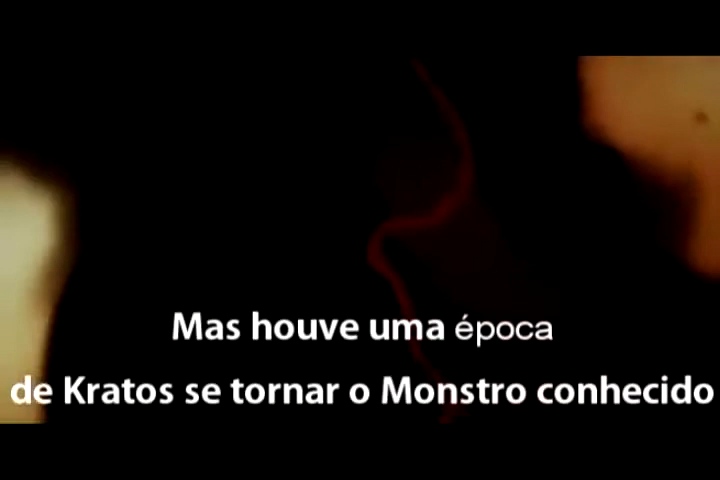 Mas houve uma época
de Kratos se tornar o Monstro conhecido